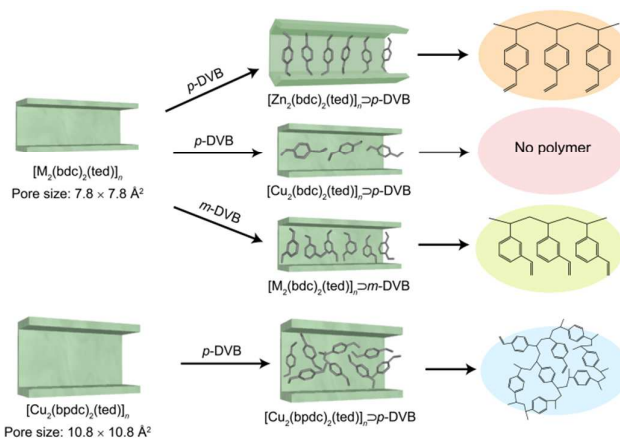 p-DVB
[Zn₂(bdc)₂(ted)]ₙ⊃p-DVB
p-DVB
[M₂(bdc)₂(ted)]ₙ
Pore size: 7.8 × 7.8 Å²
[Cu₂(bdc)₂(ted)]ₙ⊃p-DVB
No polymer
m-DVB
[M₂(bdc)₂(ted)]ₙ⊃m-DVB
p-DVB
[Cu₂(bpdc)₂(ted)]ₙ
Pore size: 10.8 × 10.8 Å²
[Cu₂(bpdc)₂(ted)]ₙ⊃p-DVB